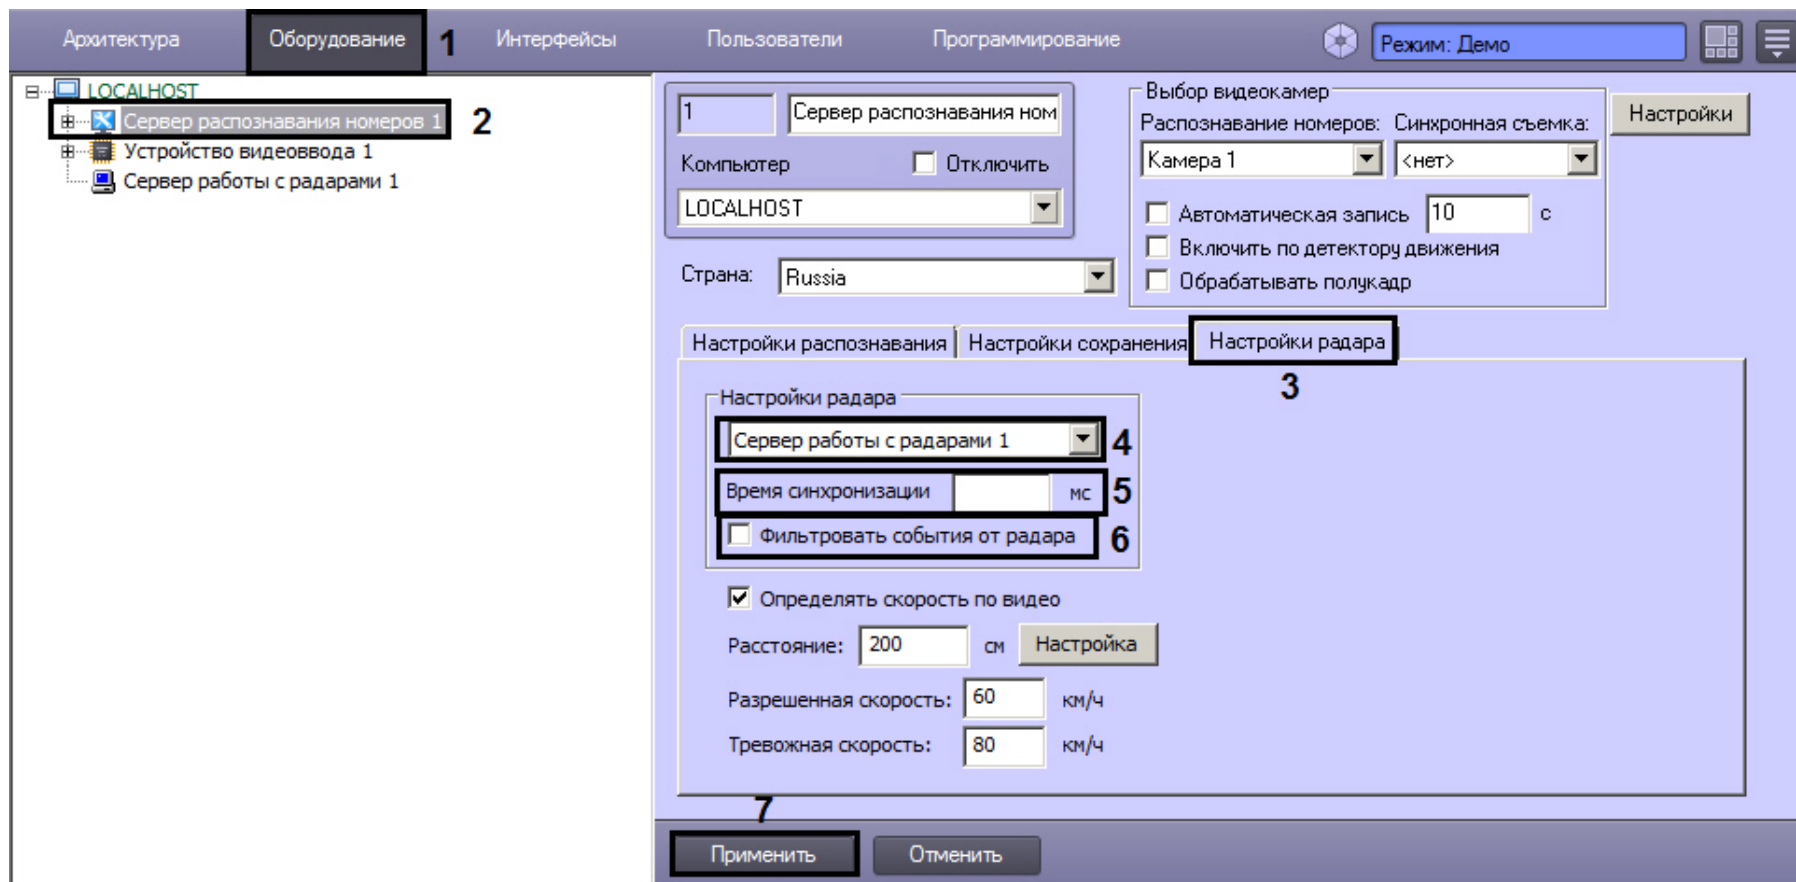 Архитектура Оборудование 1 Интерфейсы Пользователи Программирование Режим: Демо
LOCALHOST
Сервер распознавания номеров 1 2
Устройство видеоввода 1
Сервер работы с радарами 1
1 Сервер распознавания ном
Компьютер Отключить
LOCALHOST
Страна: Russia
Выбор видеокамер
Распознавание номеров: Синхронная съемка:
Камера 1 <нет>
Автоматическая запись 10 с
Включить по детектору движения
Обрабатывать полукадр
Настройки
Настройки распознавания Настройки сохранения Настройки радара
3
Настройки радара
Сервер работы с радарами 1 4
Время синхронизации мс 5
Фильтровать события от радара 6
Определять скорость по видео
Расстояние: 200 см Настройка
Разрешенная скорость: 60 км/ч
Тревожная скорость: 80 км/ч
7
Применить Отменить